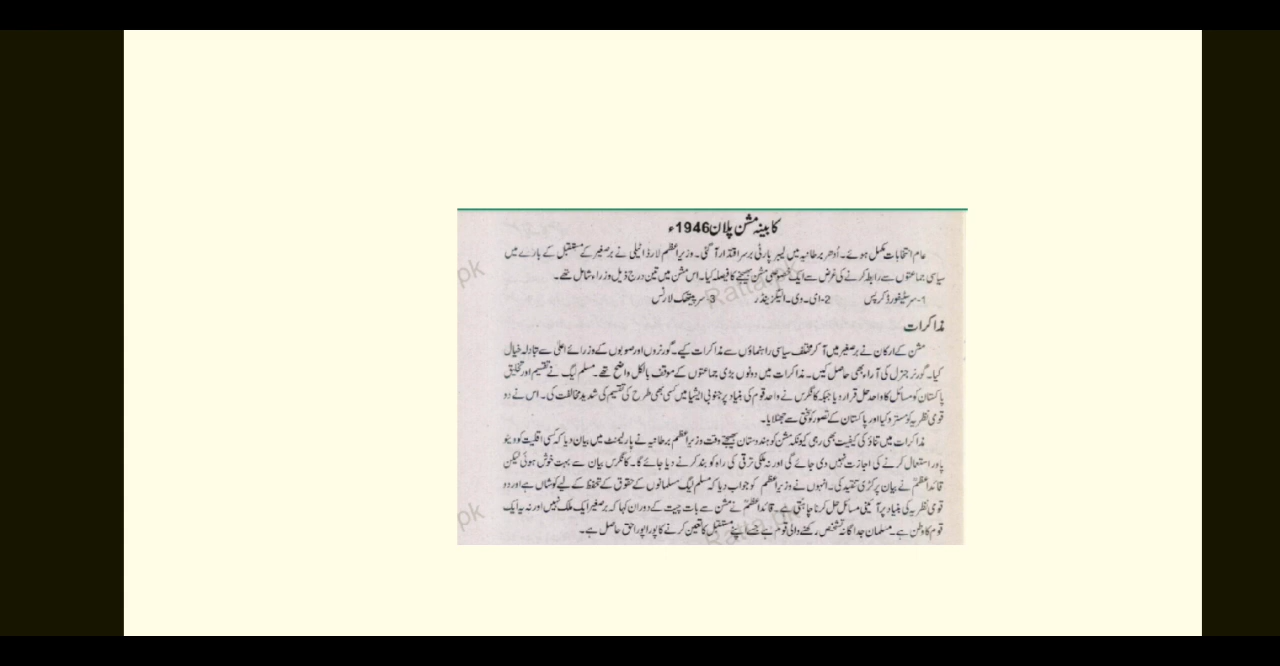 کابینہ مشن پلان 1946ء
عام انتخابات مکمل ہوئے۔ اُدھر برطانیہ میں لیبر پارٹی برسراقتدار آ گئی۔ وزیراعظم لارڈ اٹیلی نے برصغیر کے مستقبل کے بارے میں
سیاسی جماعتوں سے رابطہ کرنے کی غرض سے ایک خصوصی مشن بھیجنے کا فیصلہ کیا۔ اس مشن میں تین درج ذیل وزراء شامل تھے۔
1- سر سٹیفورڈ کرپس 2- ای۔ وی۔ الیگزینڈر 3- سر پیتھک لارنس
مذاکرات
مشن کے ارکان نے برصغیر میں آ کر مختلف سیاسی راہنماؤں سے مذاکرات کیے۔ گورنروں اور صوبوں کے وزرائے اعلیٰ سے تبادلہ خیال
کیا۔ گورنر جنرل کی آراء بھی حاصل کیں۔ مذاکرات میں دونوں بڑی جماعتوں کے موقف بالکل واضح تھے۔ مسلم لیگ نے تقسیم اور تخلیق
پاکستان کو مسائل کا واحد حل قرار دیا جبکہ کانگرس نے واحد قوم کی بنیاد پر جنوبی ایشیا میں کسی بھی طرح کی تقسیم کی شدید مخالفت کی۔ اس نے دو
قومی نظریہ کو مسترد کیا اور پاکستان کے تصور کو سختی سے جھٹلایا۔
مذاکرات میں تناؤ کی کیفیت بھی رہی کیونکہ مشن کو ہندوستان بھیجتے وقت وزیراعظم برطانیہ نے پارلیمنٹ میں بیان دیا کہ کسی اقلیت کو ویٹو
پاور استعمال کرنے کی اجازت نہیں دی جائے گی اور نہ ملکی ترقی کی راہ کو بند کرنے دیا جائے گا۔ کانگرس بیان سے بہت خوش ہوئی لیکن
قائداعظمؒ نے بیان پر کڑی تنقید کی۔ انہوں نے وزیراعظم کو جواب دیا کہ مسلم لیگ مسلمانوں کے حقوق کے تحفظ کے لیے کوشاں ہے اور دو
قومی نظریہ کی بنیاد پر آئینی مسائل حل کرنا چاہتی ہے۔ قائداعظمؒ نے مشن سے بات چیت کے دوران کہا کہ برصغیر ایک ملک نہیں اور نہ یہ ایک
قوم کا وطن ہے۔ مسلمان جداگانہ تشخص رکھنے والی قوم ہے جسے اپنے مستقبل کا تعین کرنے کا پورا پورا حق حاصل ہے۔
pk
Ratta.pk
pk
Ratta.pk